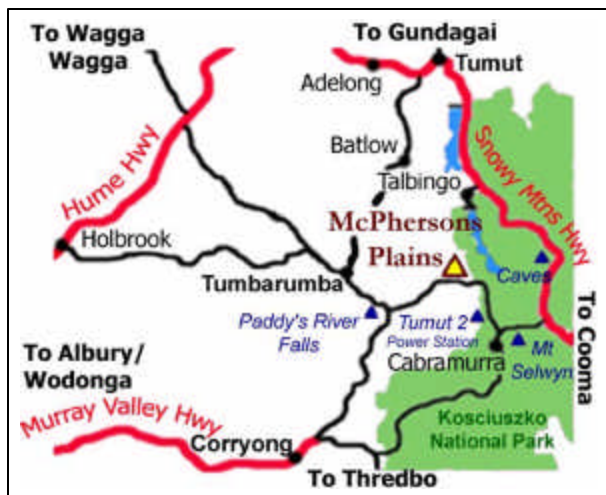 To Wagga
Wagga
To Gundagai
Tumut
Adelong
Batlow
Talbingo
Snowy Mtns Hwy
Hume Hwy
McPhersons
Plains
Holbrook
Tumbarumba
Caves
Paddy's River
Falls
Tumut 2
Power Station
Cabramurra
Mt
Selwyn
To Cooma
To Albury/
Wodonga
Murray Valley Hwy
Corryong
Kosciuszko
National Park
To Thredbo